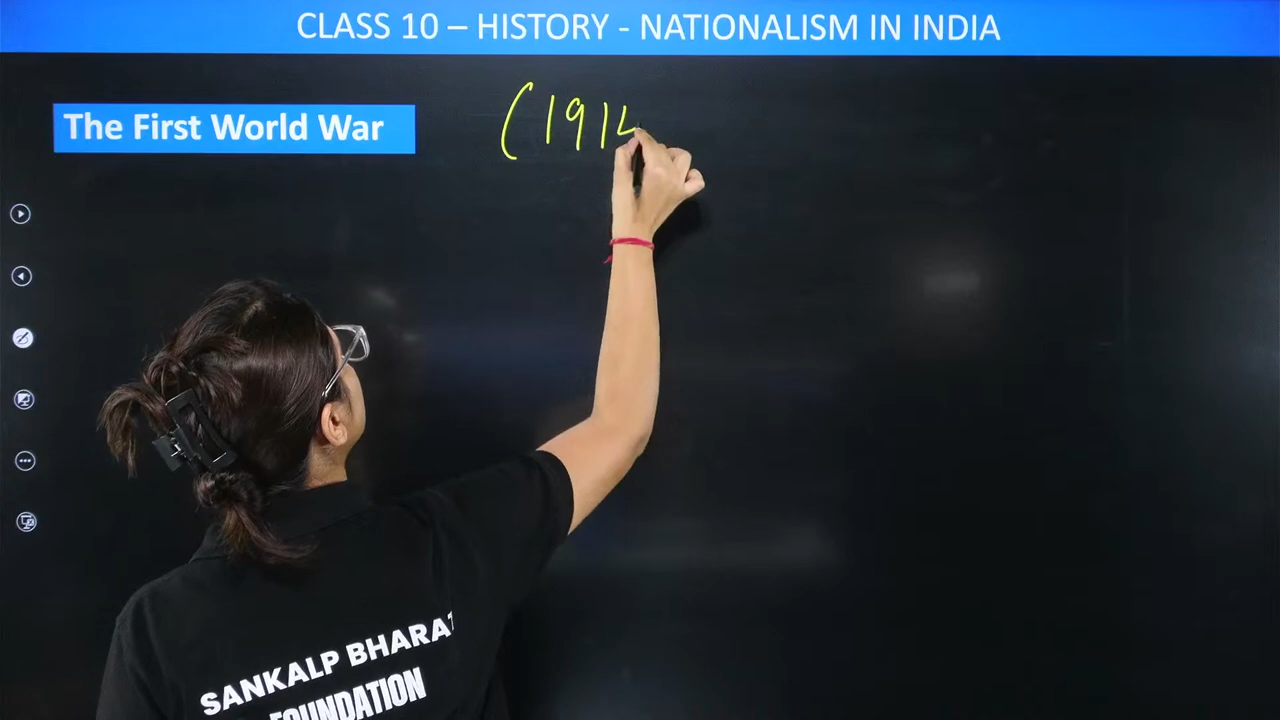 CLASS 10 – HISTORY - NATIONALISM IN INDIA
The First World War
(1914
SANKALP BHARAT
FOUNDATION